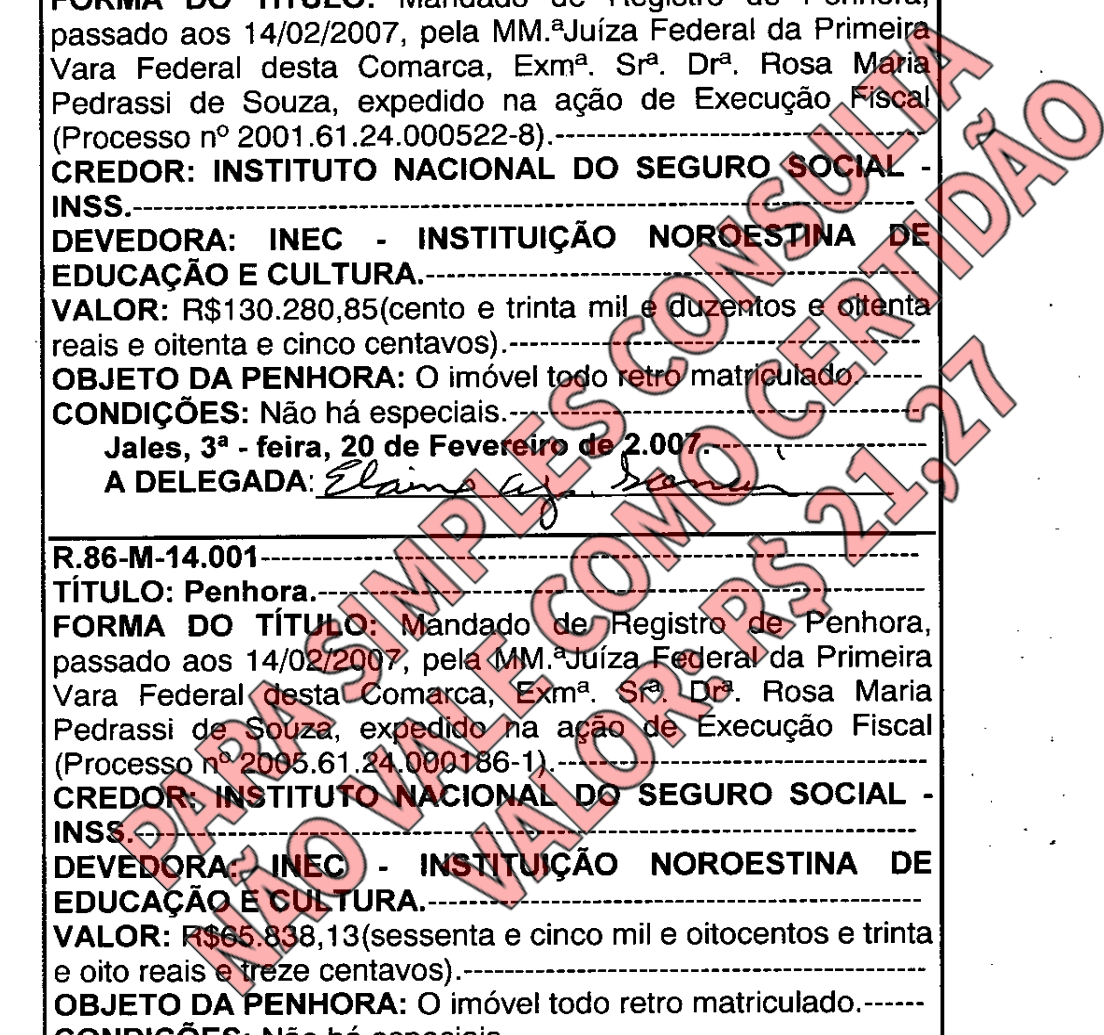 FORMA DO TÍTULO: Mandado de Registro de Penhora,
passado aos 14/02/2007, pela MM.ªJuíza Federal da Primeira
Vara Federal desta Comarca, Exmª. Srª. Drª. Rosa Maria
Pedrassi de Souza, expedido na ação de Execução Fiscal
(Processo nº 2001.61.24.000522-8).-----------------------------------
CREDOR: INSTITUTO NACIONAL DO SEGURO SOCIAL -
INSS.---------------------------------------------------------------------------
DEVEDORA: INEC - INSTITUIÇÃO NOROESTINA DE
EDUCAÇÃO E CULTURA.------------------------------------------------
VALOR: R$130.280,85(cento e trinta mil e duzentos e oitenta
reais e oitenta e cinco centavos).----------------------------------------
OBJETO DA PENHORA: O imóvel todo retro matriculado.------
CONDIÇÕES: Não há especiais.----------------------------------------
Jales, 3ª - feira, 20 de Fevereiro de 2.007.---------------------
A DELEGADA:
R.86-M-14.001----------------------------------------------------------------
TÍTULO: Penhora.-----------------------------------------------------------
FORMA DO TÍTULO: Mandado de Registro de Penhora,
passado aos 14/02/2007, pela MM.ªJuíza Federal da Primeira
Vara Federal desta Comarca, Exmª. Srª. Drª. Rosa Maria
Pedrassi de Souza, expedido na ação de Execução Fiscal
(Processo nº 2005.61.24.000186-1).-----------------------------------
CREDOR: INSTITUTO NACIONAL DO SEGURO SOCIAL -
INSS.---------------------------------------------------------------------------
DEVEDORA: INEC - INSTITUIÇÃO NOROESTINA DE
EDUCAÇÃO E CULTURA.------------------------------------------------
VALOR: R$65.838,13(sessenta e cinco mil e oitocentos e trinta
e oito reais e treze centavos).---------------------------------------------
OBJETO DA PENHORA: O imóvel todo retro matriculado.------
CONDIÇÕES: Não há especiais
PARA SIMPLES CONSULTA
NÃO VALE COMO CERTIDÃO
VALOR: R$ 21,27